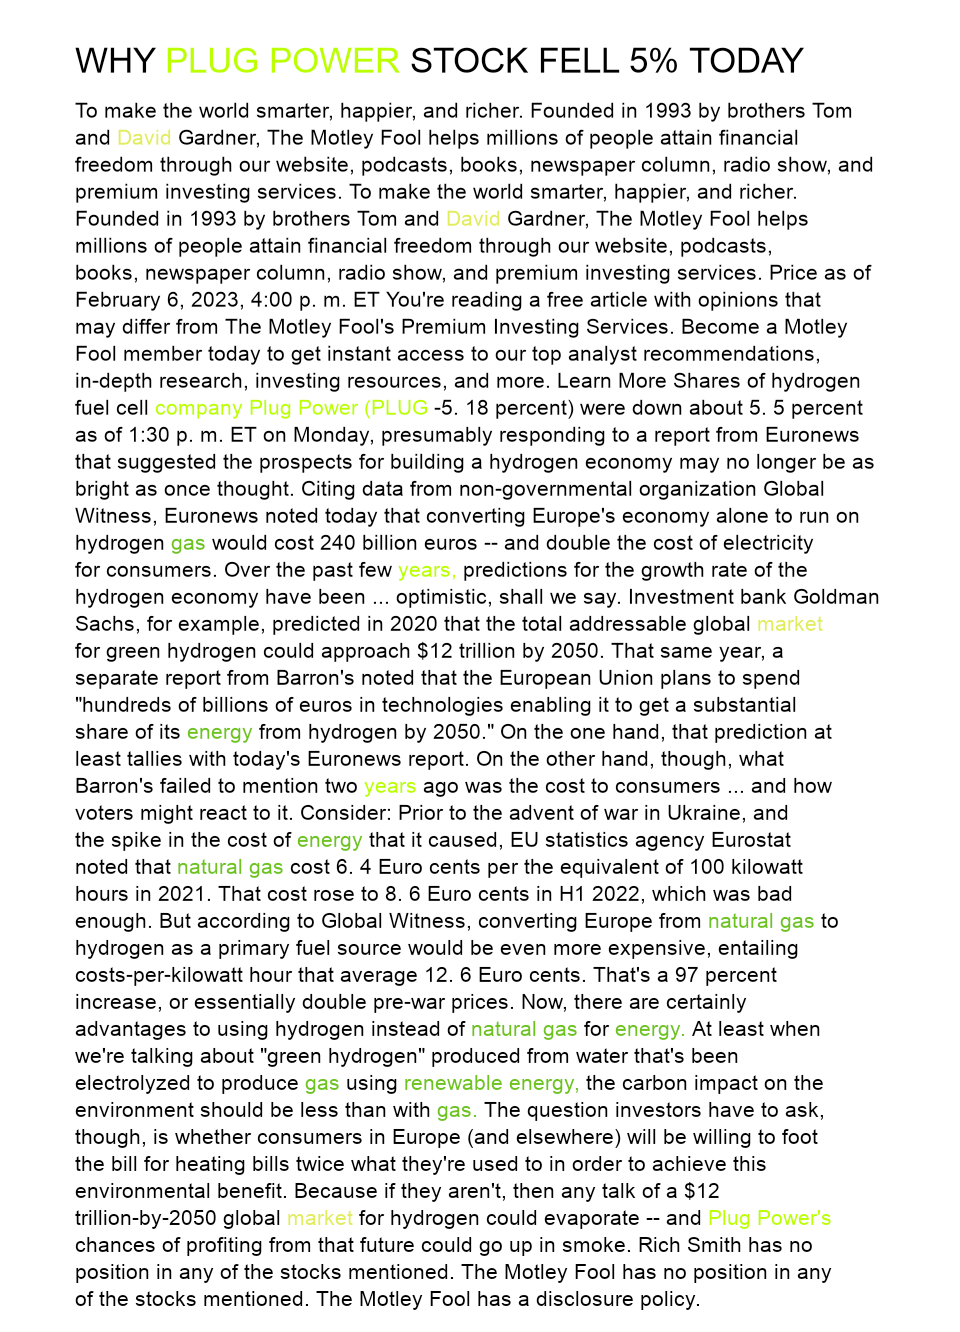 WHY PLUG POWER STOCK FELL 5% TODAY
To make the world smarter, happier, and richer. Founded in 1993 by brothers Tom
and David Gardner, The Motley Fool helps millions of people attain financial
freedom through our website, podcasts, books, newspaper column, radio show, and
premium investing services. To make the world smarter, happier, and richer.
Founded in 1993 by brothers Tom and David Gardner, The Motley Fool helps
millions of people attain financial freedom through our website, podcasts,
books, newspaper column, radio show, and premium investing services. Price as of
February 6, 2023, 4:00 p. m. ET You're reading a free article with opinions that
may differ from The Motley Fool's Premium Investing Services. Become a Motley
Fool member today to get instant access to our top analyst recommendations,
in-depth research, investing resources, and more. Learn More Shares of hydrogen
fuel cell company Plug Power (PLUG -5. 18 percent) were down about 5. 5 percent
as of 1:30 p. m. ET on Monday, presumably responding to a report from Euronews
that suggested the prospects for building a hydrogen economy may no longer be as
bright as once thought. Citing data from non-governmental organization Global
Witness, Euronews noted today that converting Europe's economy alone to run on
hydrogen gas would cost 240 billion euros -- and double the cost of electricity
for consumers. Over the past few years, predictions for the growth rate of the
hydrogen economy have been ... optimistic, shall we say. Investment bank Goldman
Sachs, for example, predicted in 2020 that the total addressable global market
for green hydrogen could approach $12 trillion by 2050. That same year, a
separate report from Barron's noted that the European Union plans to spend
"hundreds of billions of euros in technologies enabling it to get a substantial
share of its energy from hydrogen by 2050." On the one hand, that prediction at
least tallies with today's Euronews report. On the other hand, though, what
Barron's failed to mention two years ago was the cost to consumers ... and how
voters might react to it. Consider: Prior to the advent of war in Ukraine, and
the spike in the cost of energy that it caused, EU statistics agency Eurostat
noted that natural gas cost 6. 4 Euro cents per the equivalent of 100 kilowatt
hours in 2021. That cost rose to 8. 6 Euro cents in H1 2022, which was bad
enough. But according to Global Witness, converting Europe from natural gas to
hydrogen as a primary fuel source would be even more expensive, entailing
costs-per-kilowatt hour that average 12. 6 Euro cents. That's a 97 percent
increase, or essentially double pre-war prices. Now, there are certainly
advantages to using hydrogen instead of natural gas for energy. At least when
we're talking about "green hydrogen" produced from water that's been
electrolyzed to produce gas using renewable energy, the carbon impact on the
environment should be less than with gas. The question investors have to ask,
though, is whether consumers in Europe (and elsewhere) will be willing to foot
the bill for heating bills twice what they're used to in order to achieve this
environmental benefit. Because if they aren't, then any talk of a $12
trillion-by-2050 global market for hydrogen could evaporate -- and Plug Power's
chances of profiting from that future could go up in smoke. Rich Smith has no
position in any of the stocks mentioned. The Motley Fool has no position in any
of the stocks mentioned. The Motley Fool has a disclosure policy.